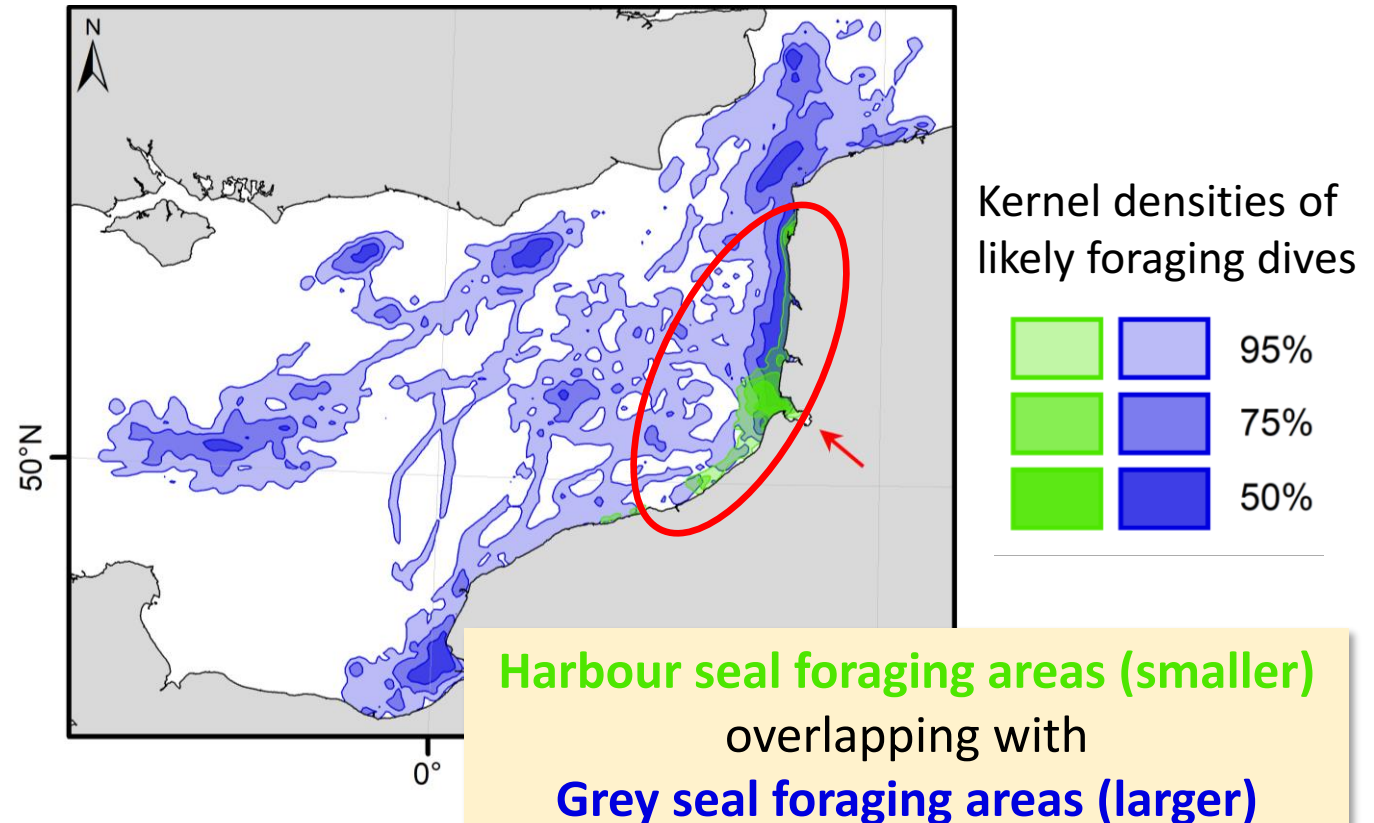 N
50°N
0°
Kernel densities of
likely foraging dives
95%
75%
50%
Harbour seal foraging areas (smaller)
overlapping with
Grey seal foraging areas (larger)